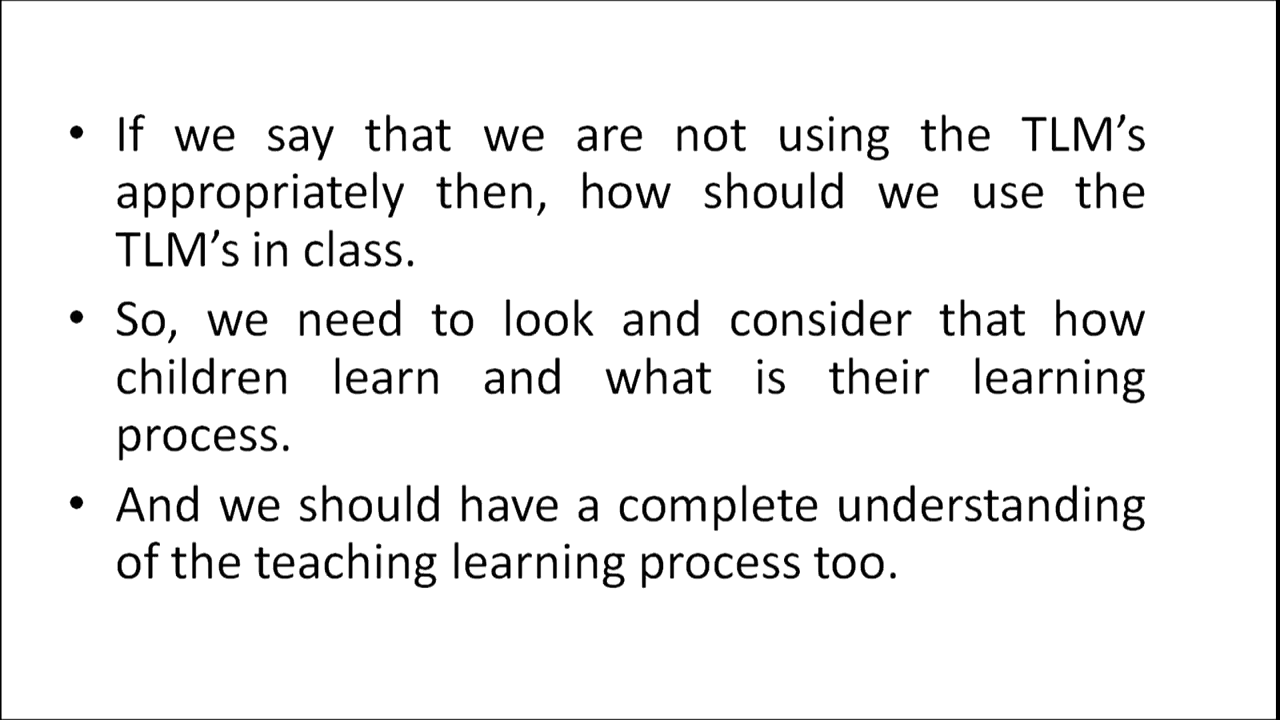 • If we say that we are not using the TLM’s
appropriately then, how should we use the
TLM’s in class.
• So, we need to look and consider that how
children learn and what is their learning
process.
• And we should have a complete understanding
of the teaching learning process too.